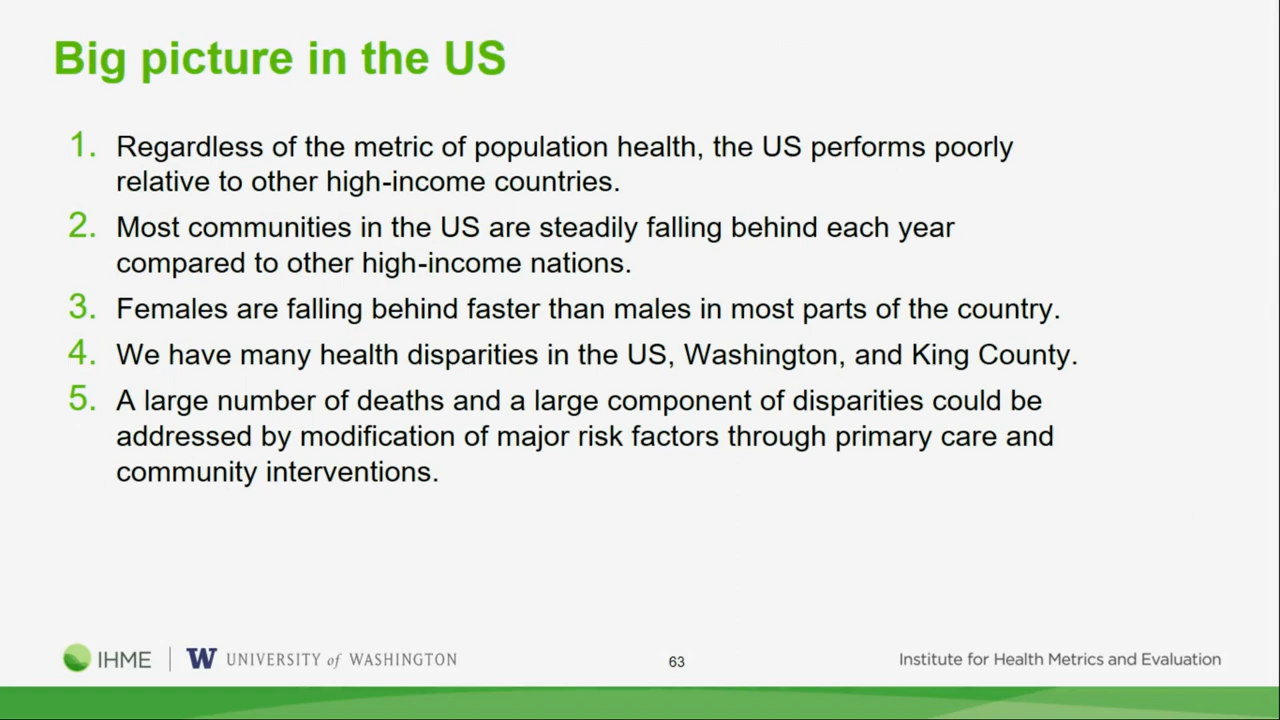 Big picture in the US
1. Regardless of the metric of population health, the US performs poorly
relative to other high-income countries.
2. Most communities in the US are steadily falling behind each year
compared to other high-income nations.
3. Females are falling behind faster than males in most parts of the country.
4. We have many health disparities in the US, Washington, and King County.
5. A large number of deaths and a large component of disparities could be
addressed by modification of major risk factors through primary care and
community interventions.
IHME | W UNIVERSITY of WASHINGTON
63
Institute for Health Metrics and Evaluation